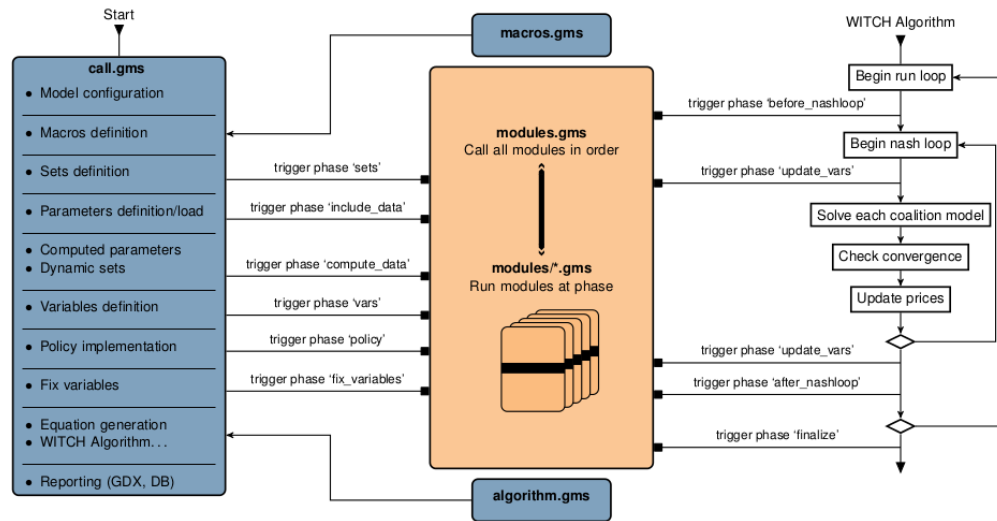 Start
call.gms
• Model configuration
• Macros definition
• Sets definition
• Parameters definition/load
• Computed parameters
• Dynamic sets
• Variables definition
• Policy implementation
• Fix variables
• Equation generation
• WITCH Algorithm...
• Reporting (GDX, DB)
macros.gms
trigger phase ‘sets’
trigger phase ‘include_data’
trigger phase ‘compute_data’
trigger phase ‘vars’
trigger phase ‘policy’
trigger phase ‘fix_variables’
modules.gms
Call all modules in order
modules/*.gms
Run modules at phase
algorithm.gms
WITCH Algorithm
Begin run loop
trigger phase ‘before_nashloop’
Begin nash loop
trigger phase ‘update_vars’
Solve each coalition model
Check convergence
Update prices
trigger phase ‘update_vars’
trigger phase ‘after_nashloop’
trigger phase ‘finalize’